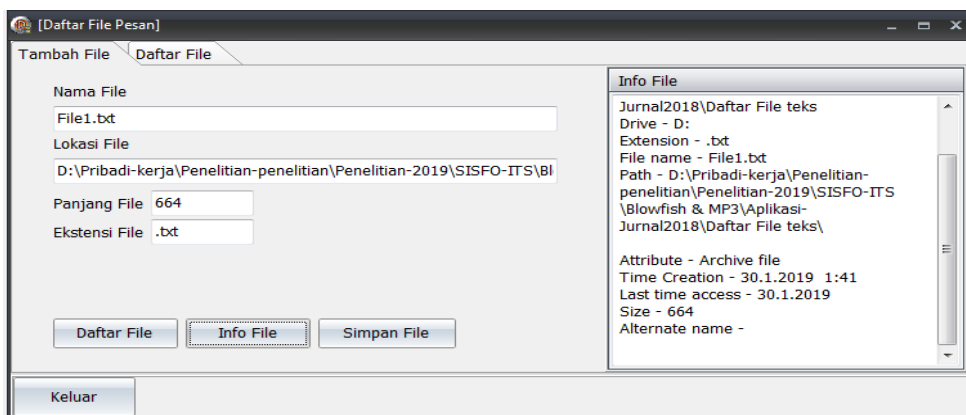 [Daftar File Pesan]
Tambah File
Daftar File
Nama File
File1.txt
Lokasi File
D:\Pribadi-kerja\Penelitian-penelitian\Penelitian-2019\SISFO-ITS\Bl
Panjang File 664
Ekstensi File .txt
Daftar File
Info File
Simpan File
Info File
Jurnal2018\Daftar File teks
Drive - D:
Extension - .txt
File name - File1.txt
Path - D:\Pribadi-kerja\Penelitian-
penelitian\Penelitian-2019\SISFO-ITS
\Blowfish & MP3\Aplikasi-
Jurnal2018\Daftar File teks\
Attribute - Archive file
Time Creation - 30.1.2019 1:41
Last time access - 30.1.2019
Size - 664
Alternate name -
Keluar